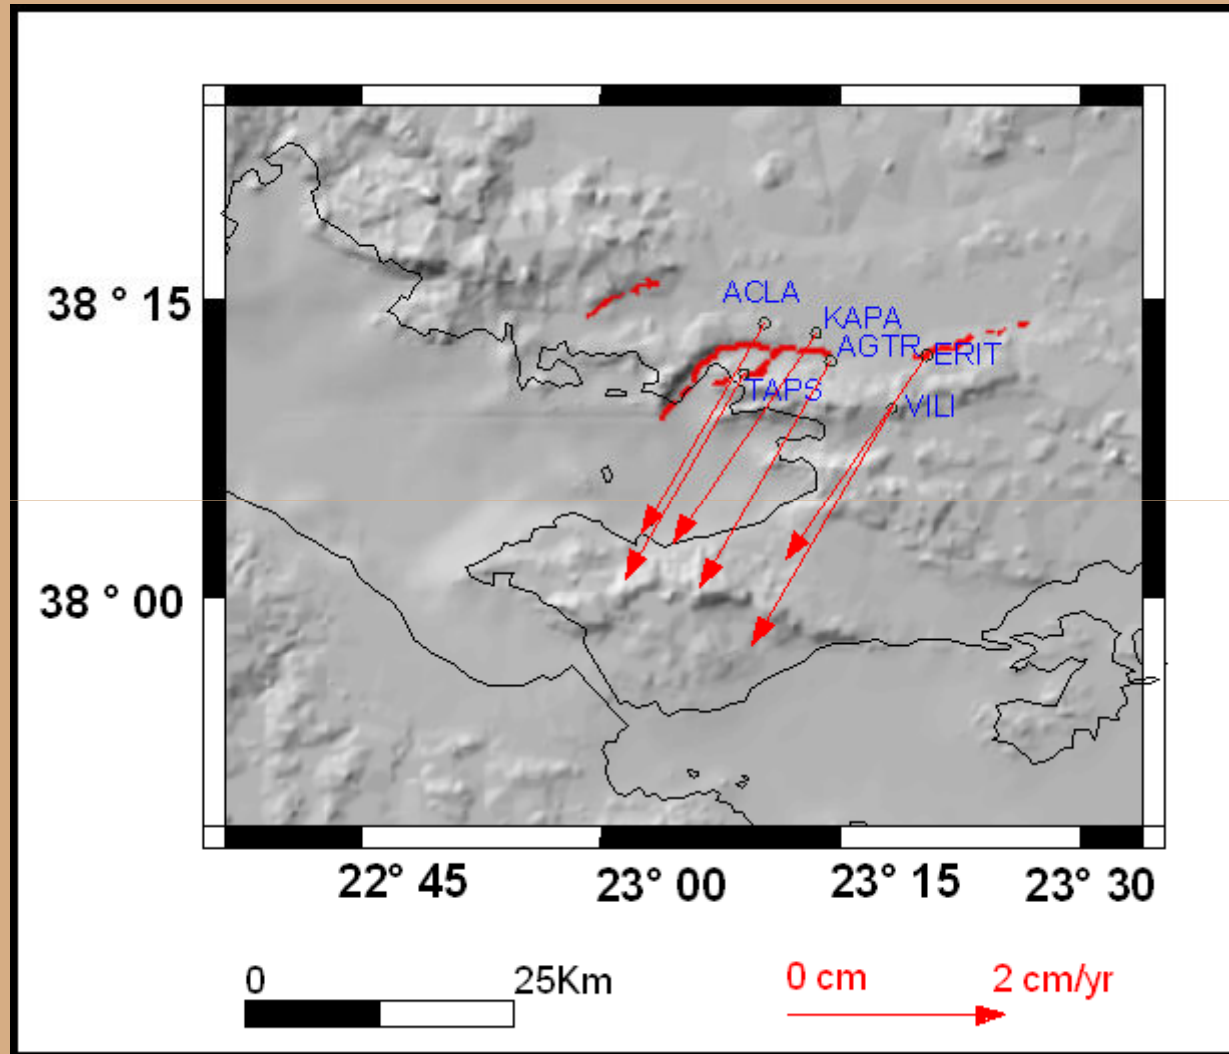 38 ° 15
38 ° 00
ACLA
KAPA
AGTR
ERIT
TAPS
VILI
22° 45
23° 00
23° 15
23° 30
0
25Km
0 cm
2 cm/yr